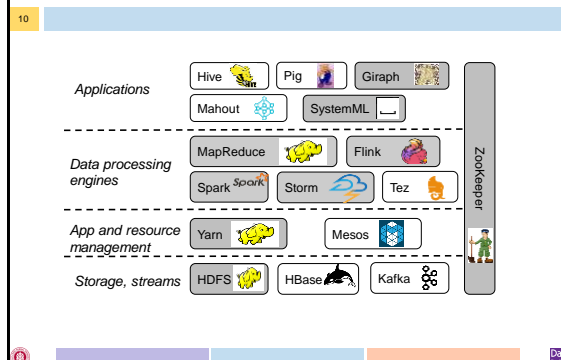 10
Applications
Hive
HIVE
Pig
Giraph
Mahout
SystemML
Data processing
engines
MapReduce
Flink
Spark
Spark
Storm
Tez
App and resource
management
Yarn
Mesos
Storage, streams
HDFS
HBase
Kafka
ZooKeeper
Da